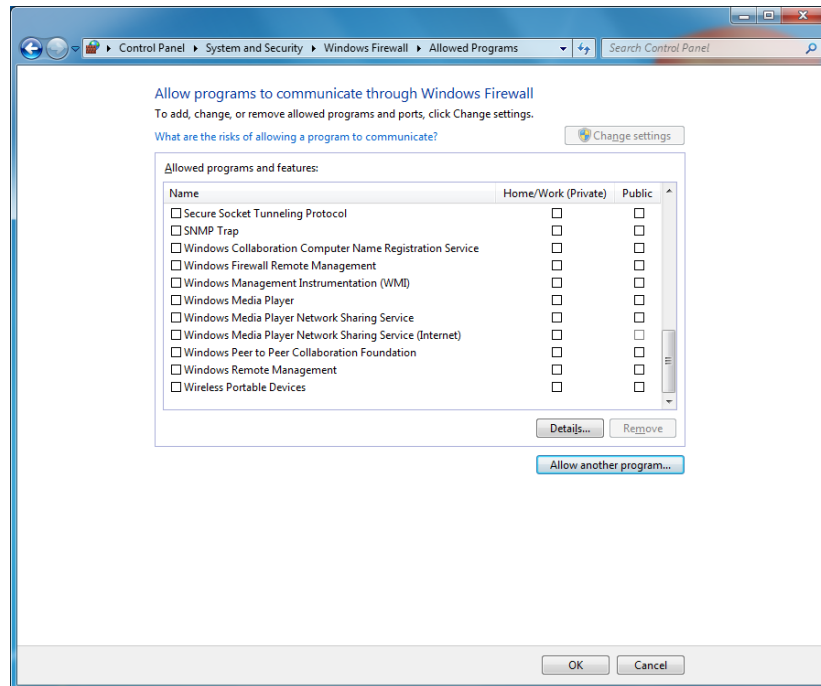 Control Panel ▸ System and Security ▸ Windows Firewall ▸ Allowed Programs
Search Control Panel
Allow programs to communicate through Windows Firewall
To add, change, or remove allowed programs and ports, click Change settings.
What are the risks of allowing a program to communicate?
Change settings
Allowed programs and features:
Name Home/Work (Private) Public
Secure Socket Tunneling Protocol
SNMP Trap
Windows Collaboration Computer Name Registration Service
Windows Firewall Remote Management
Windows Management Instrumentation (WMI)
Windows Media Player
Windows Media Player Network Sharing Service
Windows Media Player Network Sharing Service (Internet)
Windows Peer to Peer Collaboration Foundation
Windows Remote Management
Wireless Portable Devices
Details... Remove
Allow another program...
OK Cancel